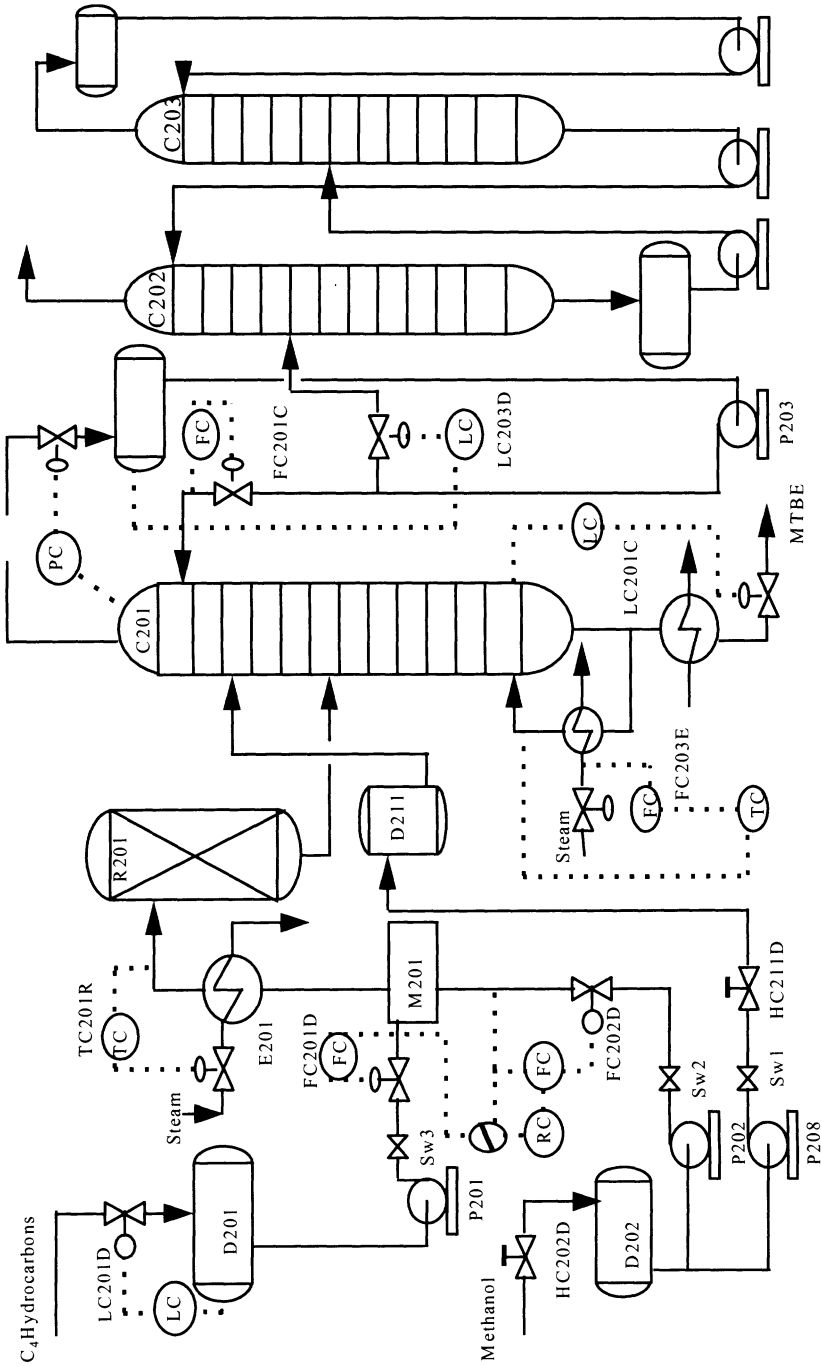 C4Hydrocarbons
LC201D
LC
D201
P201
Sw3
Steam
TC201R
TC
E201
R201
FC201D
FC
M201
RC
FC
FC202D
Methanol
HC202D
D202
P202
Sw2
P208
Sw1
HC211D
D211
Steam
FC
FC203E
TC
C201
PC
LC201C
LC
MTBE
FC
FC201C
LC
LC203D
P203
C202
C203